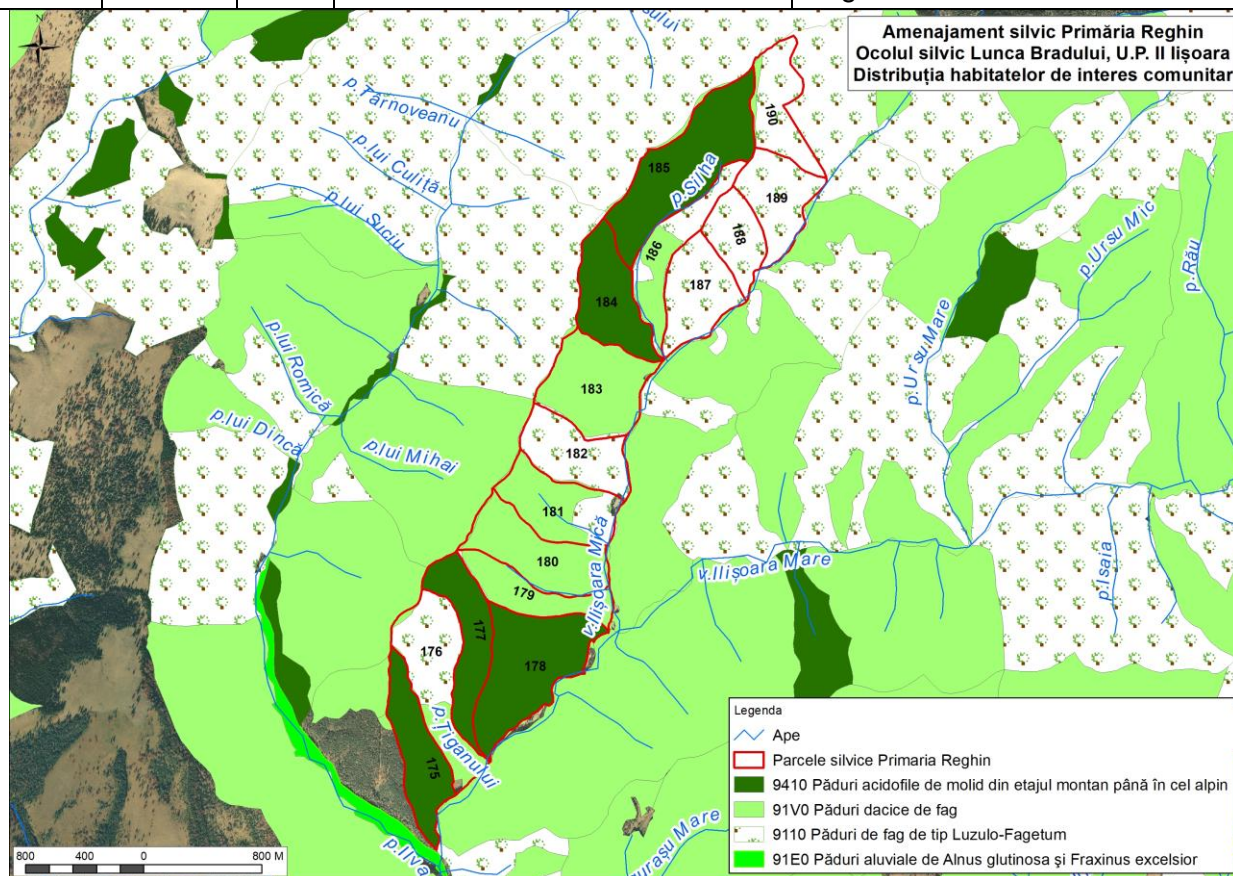 Amenajament silvic Primăria Reghin
Ocolul silvic Lunca Bradului, U.P. II Iișoara
Distribuția habitatelor de interes comunitar
p.Târnoveanu
p.lui Culiță
p.lui Suciu
p.lui Romică
p.lui Dincă
p.lui Mihai
190
185
p.Silha
189
188
186
187
184
183
182
181
180
179
177
176
178
175
p.Țiganului
v.Ilișoara Mică
v.Ilișoara Mare
p.Ursu Mare
p.Ursu Mic
p.Rău
p.Isaia
p.Ilva
Mare
Legenda
Ape
Parcele silvice Primaria Reghin
9410 Păduri acidofile de molid din etajul montan până în cel alpin
91V0 Păduri dacice de fag
9110 Păduri de fag de tip Luzulo-Fagetum
91E0 Păduri aluviale de Alnus glutinosa și Fraxinus excelsior
800 400 0 800 M